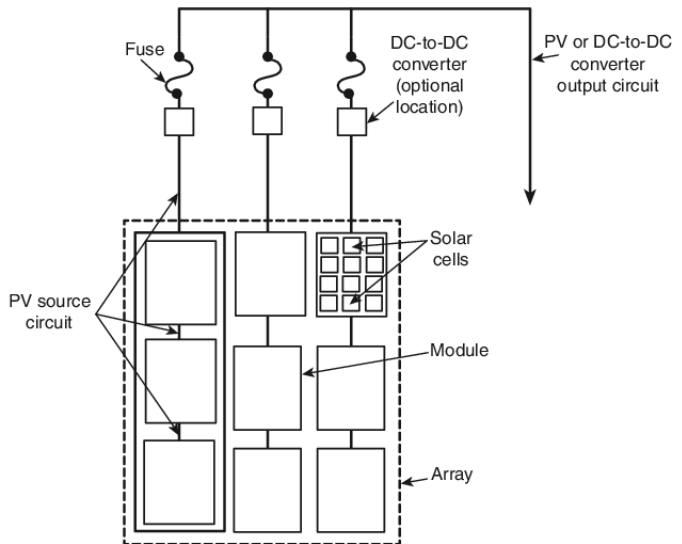 Fuse
DC-to-DC
converter
(optional
location)
PV or DC-to-DC
converter
output circuit
Solar
cells
PV source
circuit
Module
Array